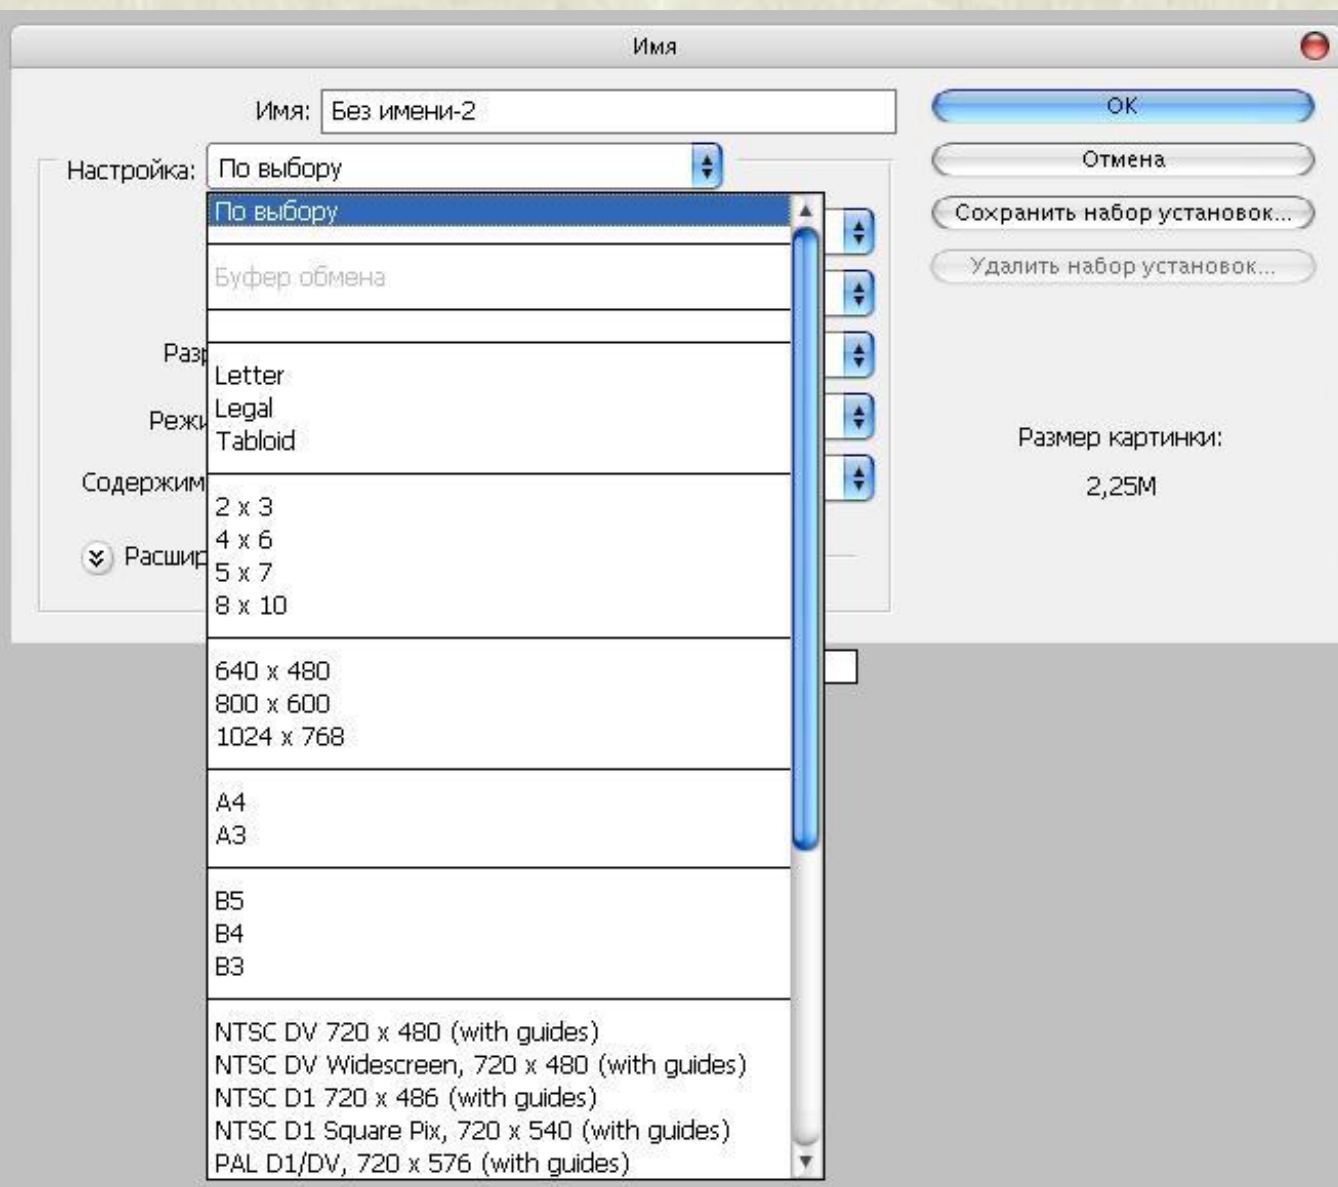 Имя
Имя: Без имени-2
OK
Настройка: По выбору
Отмена
Сохранить набор установок...
Удалить набор установок...
По выбору
Буфер обмена
Letter
Legal
Tabloid
2 x 3
4 x 6
5 x 7
8 x 10
640 x 480
800 x 600
1024 x 768
A4
A3
B5
B4
B3
NTSC DV 720 x 480 (with guides)
NTSC DV Widescreen, 720 x 480 (with guides)
NTSC D1 720 x 486 (with guides)
NTSC D1 Square Pix, 720 x 540 (with guides)
PAL D1/DV, 720 x 576 (with guides)
Раз
Режи
Содержим
Расшир
Размер картинки:
2,25M